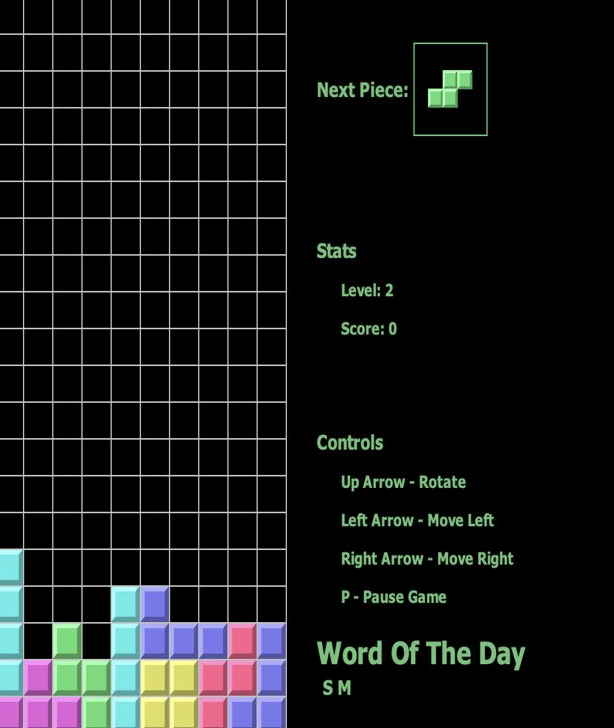 Next Piece:
Stats
Level: 2
Score: 0
Controls
Up Arrow - Rotate
Left Arrow - Move Left
Right Arrow - Move Right
P - Pause Game
Word Of The Day
S M